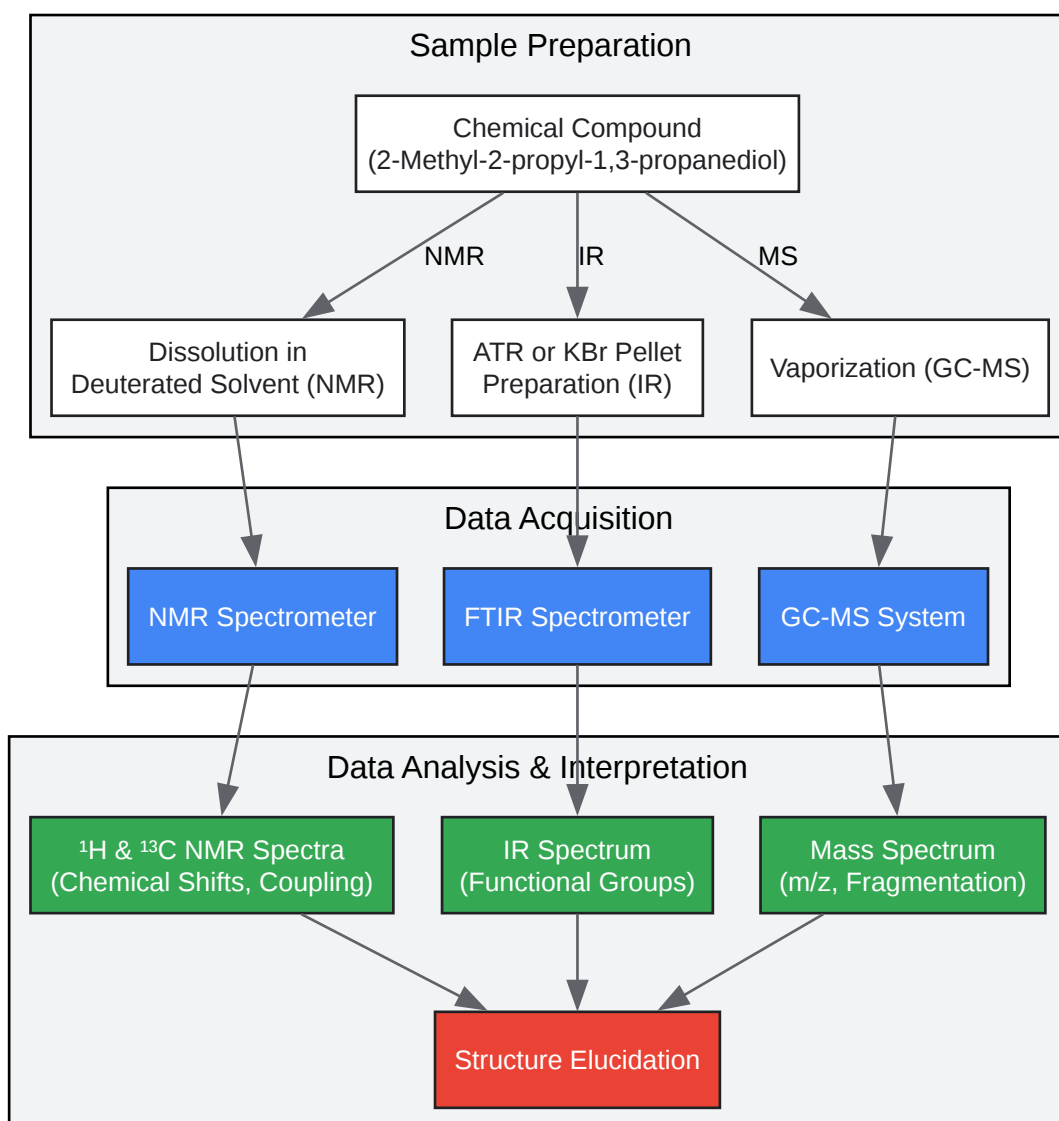 Sample Preparation
Chemical Compound
(2-Methyl-2-propyl-1,3-propanediol)
NMR
IR
MS
Dissolution in
Deuterated Solvent (NMR)
ATR or KBr Pellet
Preparation (IR)
Vaporization (GC-MS)
Data Acquisition
NMR Spectrometer
FTIR Spectrometer
GC-MS System
Data Analysis & Interpretation
¹H & ¹³C NMR Spectra
(Chemical Shifts, Coupling)
IR Spectrum
(Functional Groups)
Mass Spectrum
(m/z, Fragmentation)
Structure Elucidation